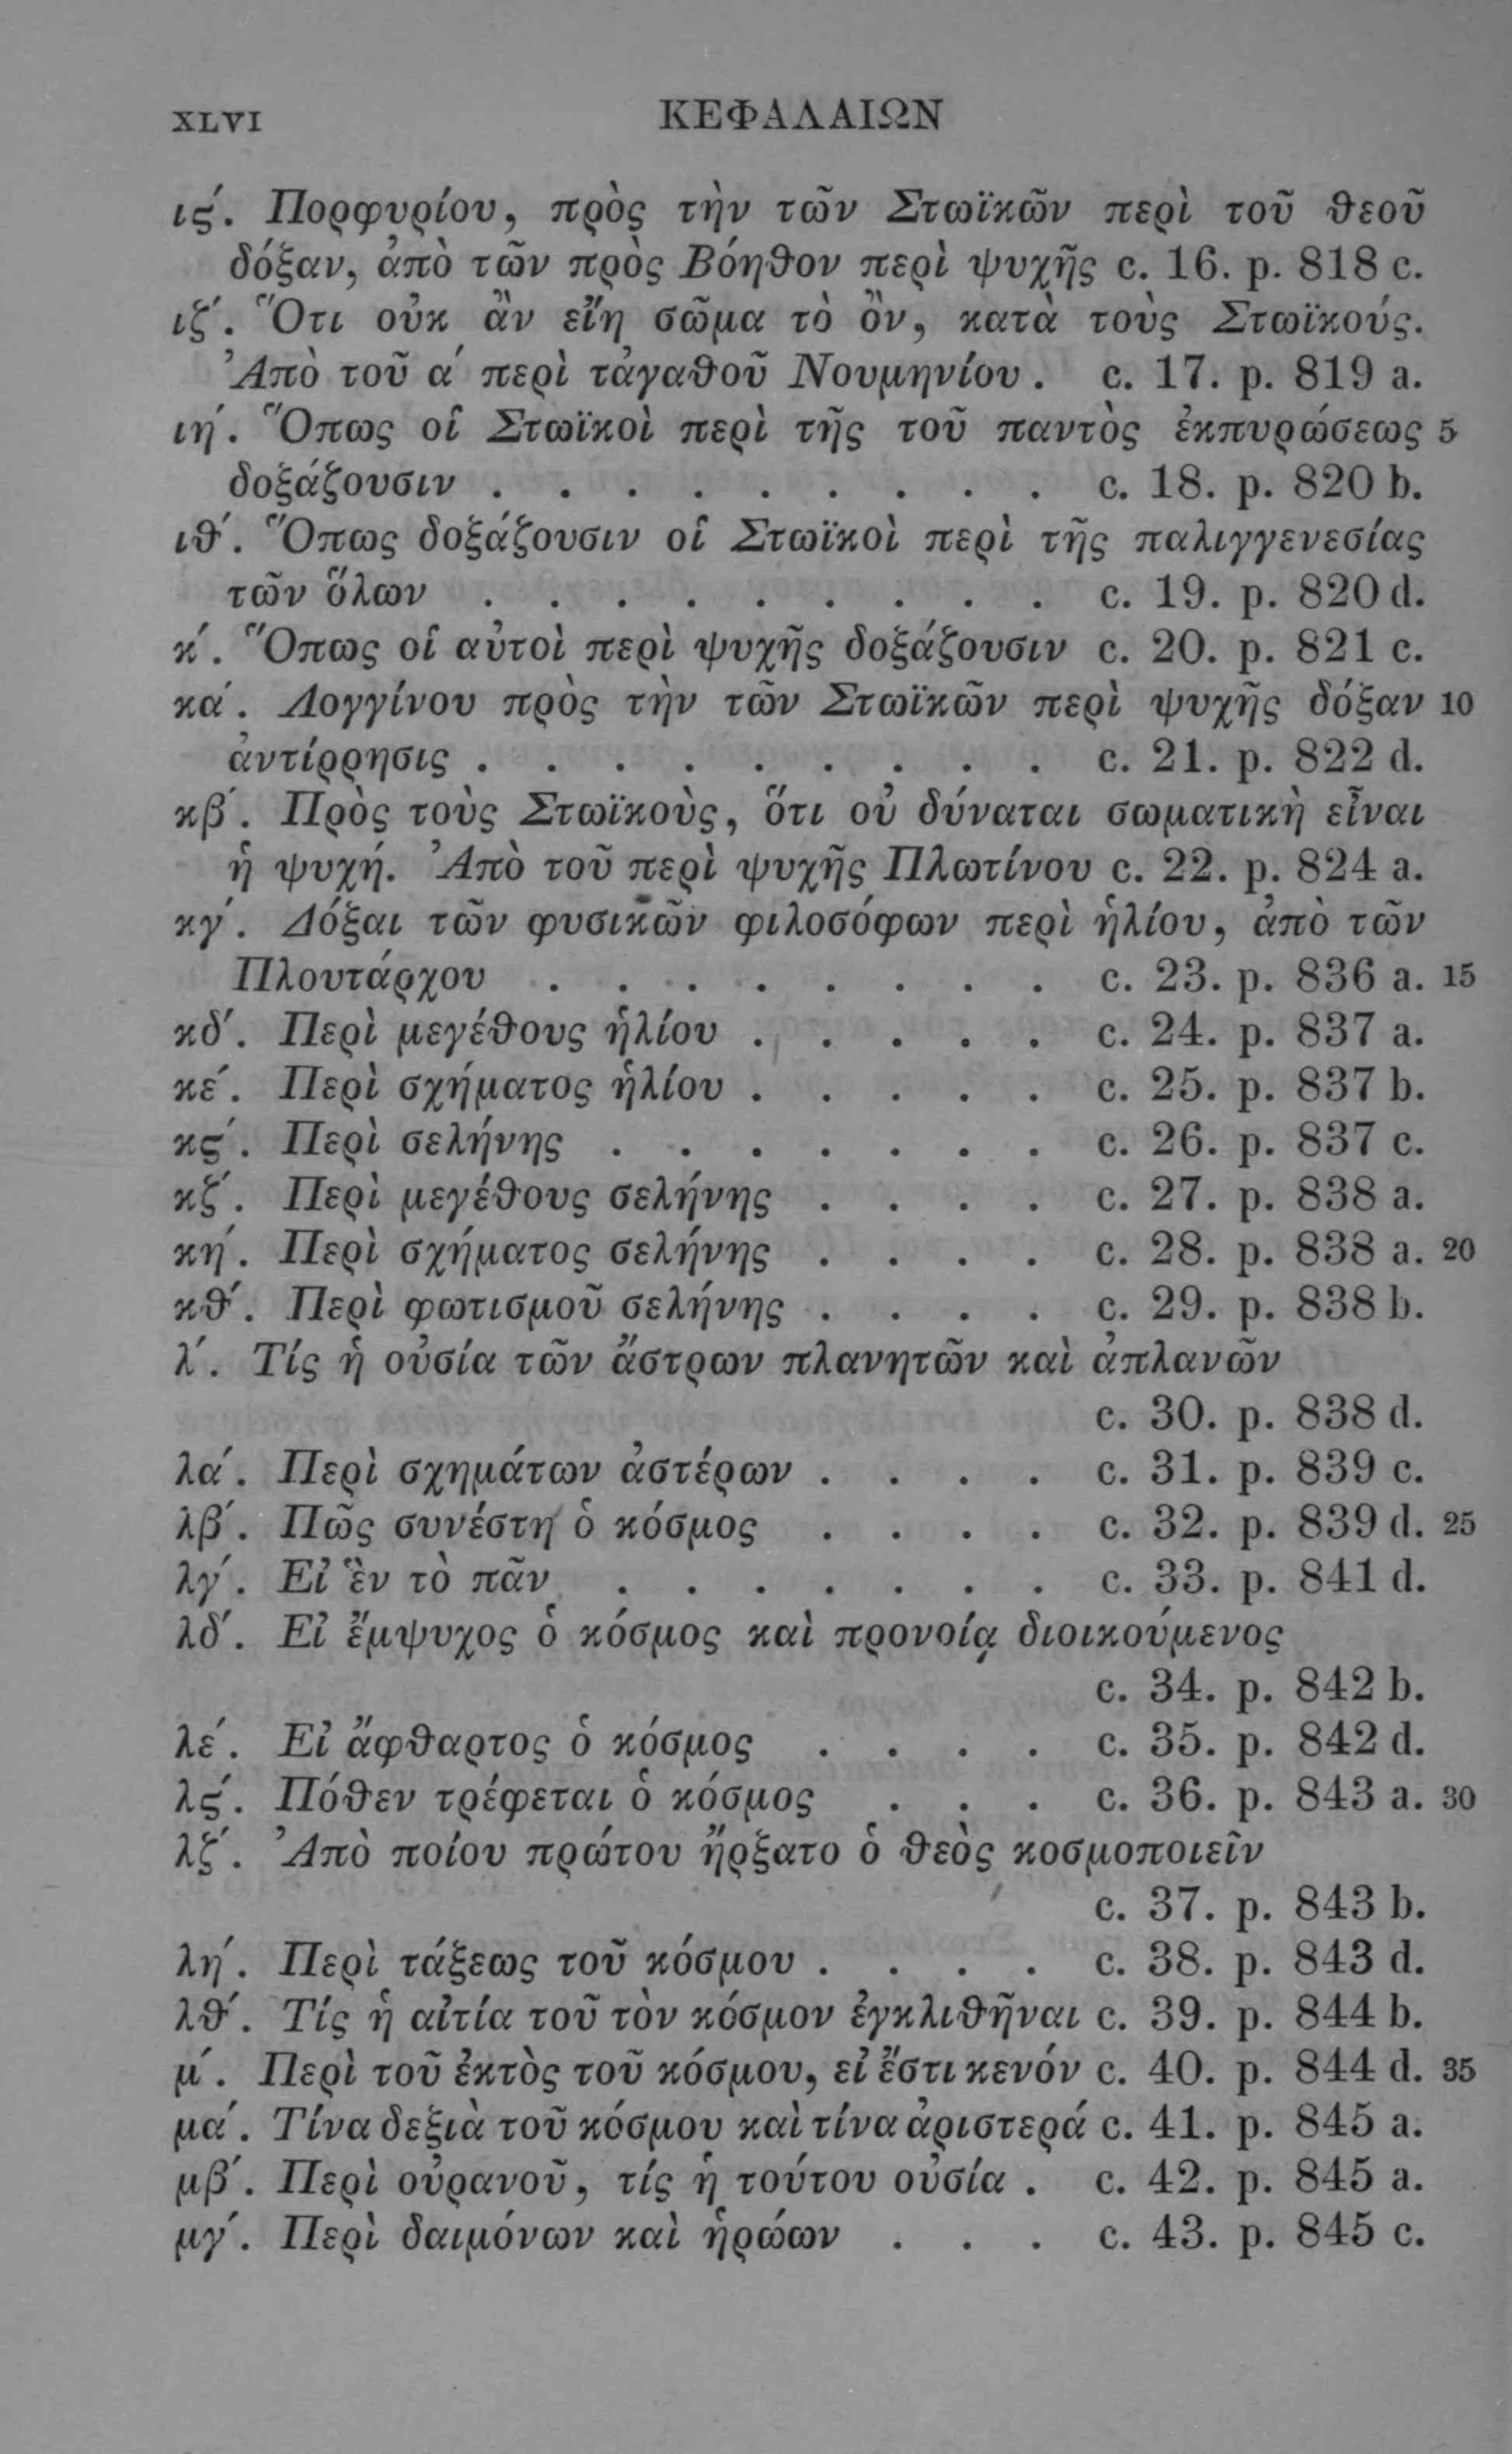 XLVI ΚΕΦΑΛΑΙΩΝ
ις΄. Πορφυρίου, πρὸς τὴν τῶν Στωϊκῶν περὶ τοῦ ϑεοῦ
δόξαν, ἀπὸ τῶν πρὸς Βόηϑον περὶ ψυχῆς c. 16. p. 818 c.
ιζ΄. Ὅτι οὐκ ἂν εἴη σῶμα τὸ ὂν, κατὰ τοὺς Στωϊκούς.
Ἀπὸ τοῦ α΄ περὶ τἀγαϑοῦ Νουμηνίου . c. 17. p. 819 a.
ιη΄. Ὅπως οἱ Στωϊκοὶ περὶ τῆς τοῦ παντὸς ἐκπυρώσεως 5
δοξάζουσιν . . . . . . . . . c. 18. p. 820 b.
ιϑ΄. Ὅπως δοξάζουσιν οἱ Στωϊκοὶ περὶ τῆς παλιγγενεσίας
τῶν ὅλων . . . . . . . . . c. 19. p. 820 d.
κ΄. Ὅπως οἱ αὐτοὶ περὶ ψυχῆς δοξάζουσιν c. 20. p. 821 c.
κα΄. Λογγίνου πρὸς τὴν τῶν Στωϊκῶν περὶ ψυχῆς δόξαν 10
ἀντίρρησις . . . . . . . . . c. 21. p. 822 d.
κβ΄. Πρὸς τοὺς Στωϊκοὺς, ὅτι οὐ δύναται σωματικὴ εἶναι
ἡ ψυχή. Ἀπὸ τοῦ περὶ ψυχῆς Πλωτίνου c. 22. p. 824 a.
κγ΄. Δόξαι τῶν φυσικῶν φιλοσόφων περὶ ἡλίου, ἀπὸ τῶν
Πλουτάρχου . . . . . . . . c. 23. p. 836 a. 15
κδ΄. Περὶ μεγέϑους ἡλίου . . . . . c. 24. p. 837 a.
κε΄. Περὶ σχήματος ἡλίου . . . . . c. 25. p. 837 b.
κς΄. Περὶ σελήνης . . . . . . . c. 26. p. 837 c.
κζ΄. Περὶ μεγέϑους σελήνης . . . . c. 27. p. 838 a.
κη΄. Περὶ σχήματος σελήνης . . . . c. 28. p. 838 a. 20
κϑ΄. Περὶ φωτισμοῦ σελήνης . . . . c. 29. p. 838 b.
λ΄. Τίς ἡ οὐσία τῶν ἄστρων πλανητῶν καὶ ἀπλανῶν
c. 30. p. 838 d.
λα΄. Περὶ σχημάτων ἀστέρων . . . . c. 31. p. 839 c.
λβ΄. Πῶς συνέστη ὁ κόσμος . . . . c. 32. p. 839 d. 25
λγ΄. Εἰ ἓν τὸ πᾶν . . . . . . . c. 33. p. 841 d.
λδ΄. Εἰ ἔμψυχος ὁ κόσμος καὶ προνοίᾳ διοικούμενος
c. 34. p. 842 b.
λε΄. Εἰ ἄφϑαρτος ὁ κόσμος . . . . c. 35. p. 842 d.
λς΄. Πόϑεν τρέφεται ὁ κόσμος . . . c. 36. p. 843 a. 30
λζ΄. Ἀπὸ ποίου πρώτου ἤρξατο ὁ ϑεὸς κοσμοποιεῖν
c. 37. p. 843 b.
λη΄. Περὶ τάξεως τοῦ κόσμου . . . . c. 38. p. 843 d.
λϑ΄. Τίς ἡ αἰτία τοῦ τὸν κόσμον ἐγκλιϑῆναι c. 39. p. 844 b.
μ΄. Περὶ τοῦ ἐκτὸς τοῦ κόσμου, εἰ ἔστι κενόν c. 40. p. 844 d. 35
μα΄. Τίνα δεξιὰ τοῦ κόσμου καὶ τίνα ἀριστερά c. 41. p. 845 a.
μβ΄. Περὶ οὐρανοῦ, τίς ἡ τούτου οὐσία . c. 42. p. 845 a.
μγ΄. Περὶ δαιμόνων καὶ ἡρώων . . . c. 43. p. 845 c.